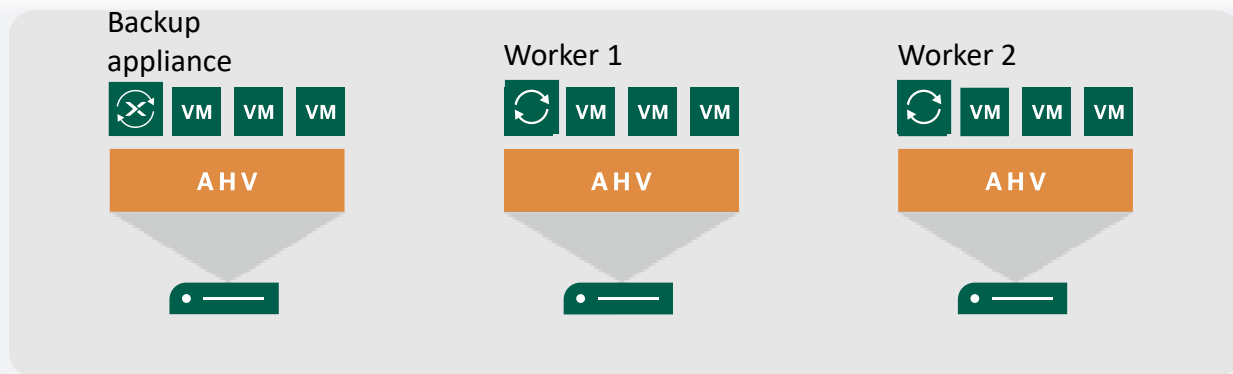 Backup
appliance
Worker 1
Worker 2
VM VM VM
VM VM VM
VM VM VM
AHV
AHV
AHV